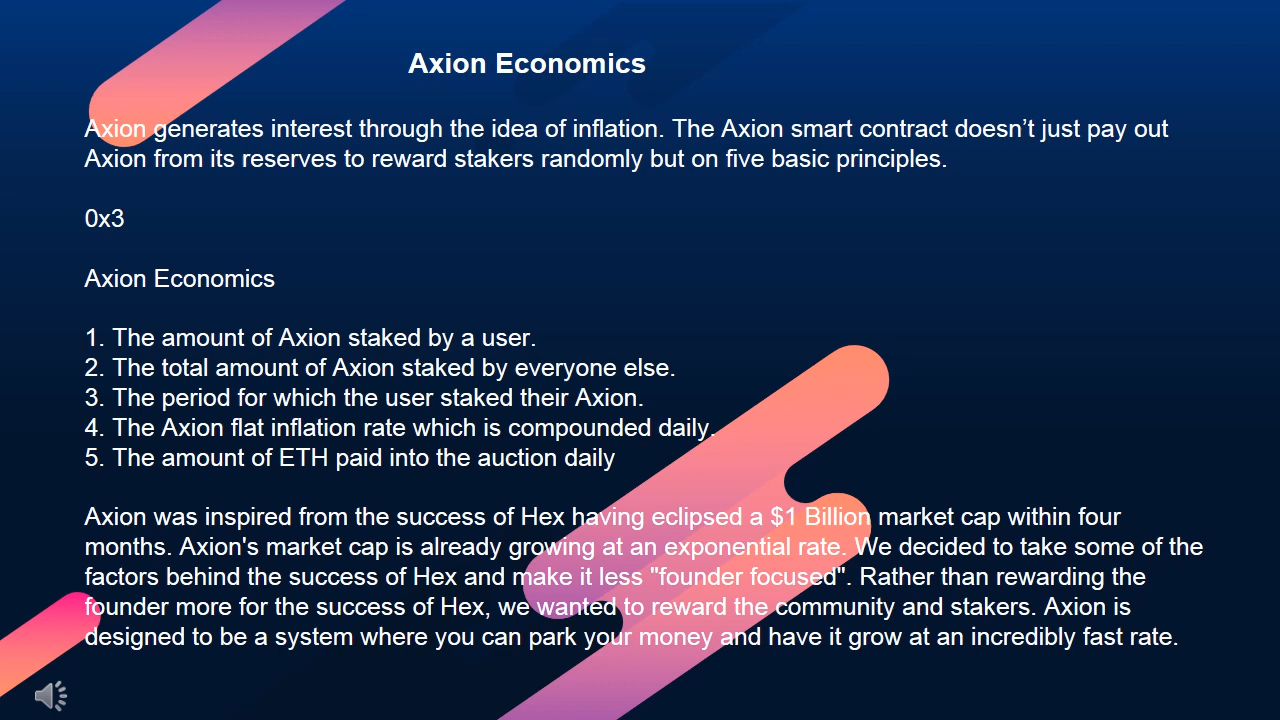 Axion Economics
Axion generates interest through the idea of inflation. The Axion smart contract doesn’t just pay out
Axion from its reserves to reward stakers randomly but on five basic principles.
0x3
Axion Economics
1. The amount of Axion staked by a user.
2. The total amount of Axion staked by everyone else.
3. The period for which the user staked their Axion.
4. The Axion flat inflation rate which is compounded daily.
5. The amount of ETH paid into the auction daily
Axion was inspired from the success of Hex having eclipsed a $1 Billion market cap within four
months. Axion's market cap is already growing at an exponential rate. We decided to take some of the
factors behind the success of Hex and make it less "founder focused". Rather than rewarding the
founder more for the success of Hex, we wanted to reward the community and stakers. Axion is
designed to be a system where you can park your money and have it grow at an incredibly fast rate.